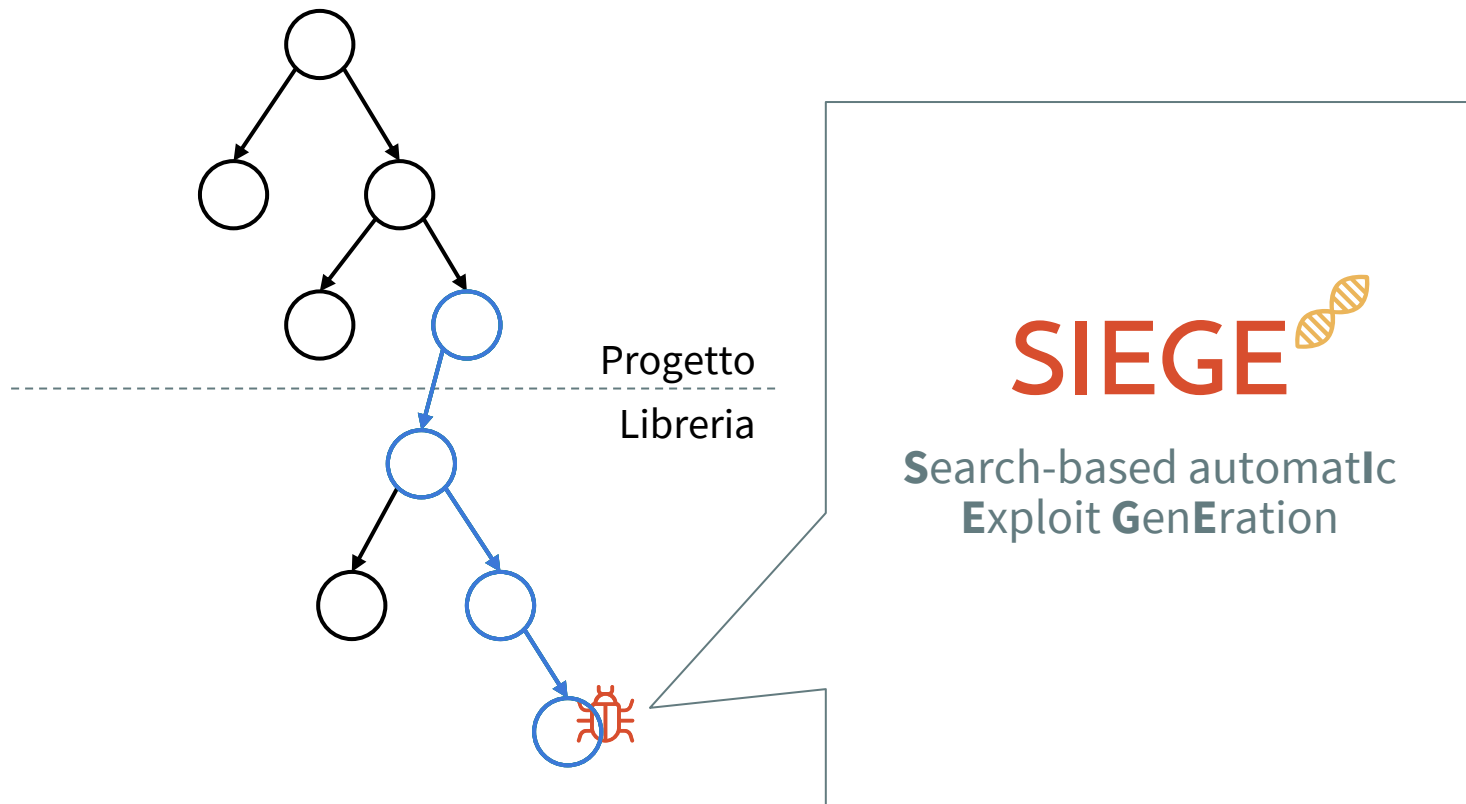 Progetto
Libreria
SIEGE
Search-based automatIc
Exploit GenEration